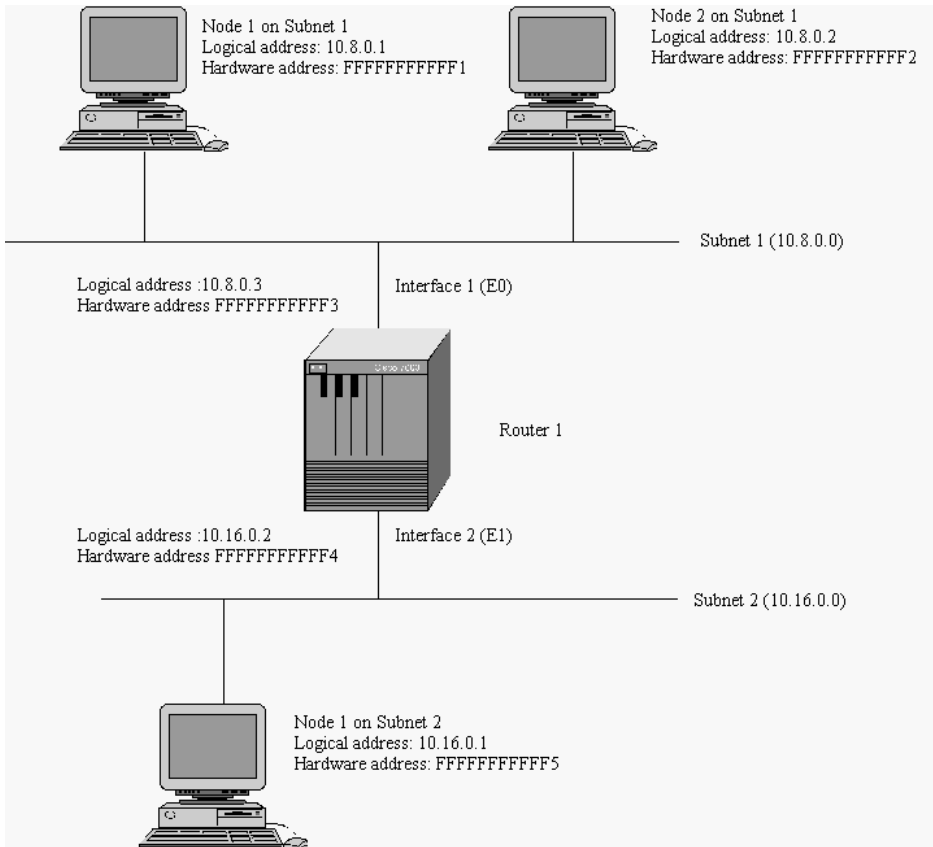 Node 1 on Subnet 1
Logical address: 10.8.0.1
Hardware address: FFFFFFFFFFF1
Node 2 on Subnet 1
Logical address: 10.8.0.2
Hardware address: FFFFFFFFFFF2
Subnet 1 (10.8.0.0)
Logical address :10.8.0.3
Hardware address FFFFFFFFFFF3
Interface 1 (E0)
Router 1
Logical address :10.16.0.2
Hardware address FFFFFFFFFFF4
Interface 2 (E1)
Subnet 2 (10.16.0.0)
Node 1 on Subnet 2
Logical address: 10.16.0.1
Hardware address: FFFFFFFFFFF5